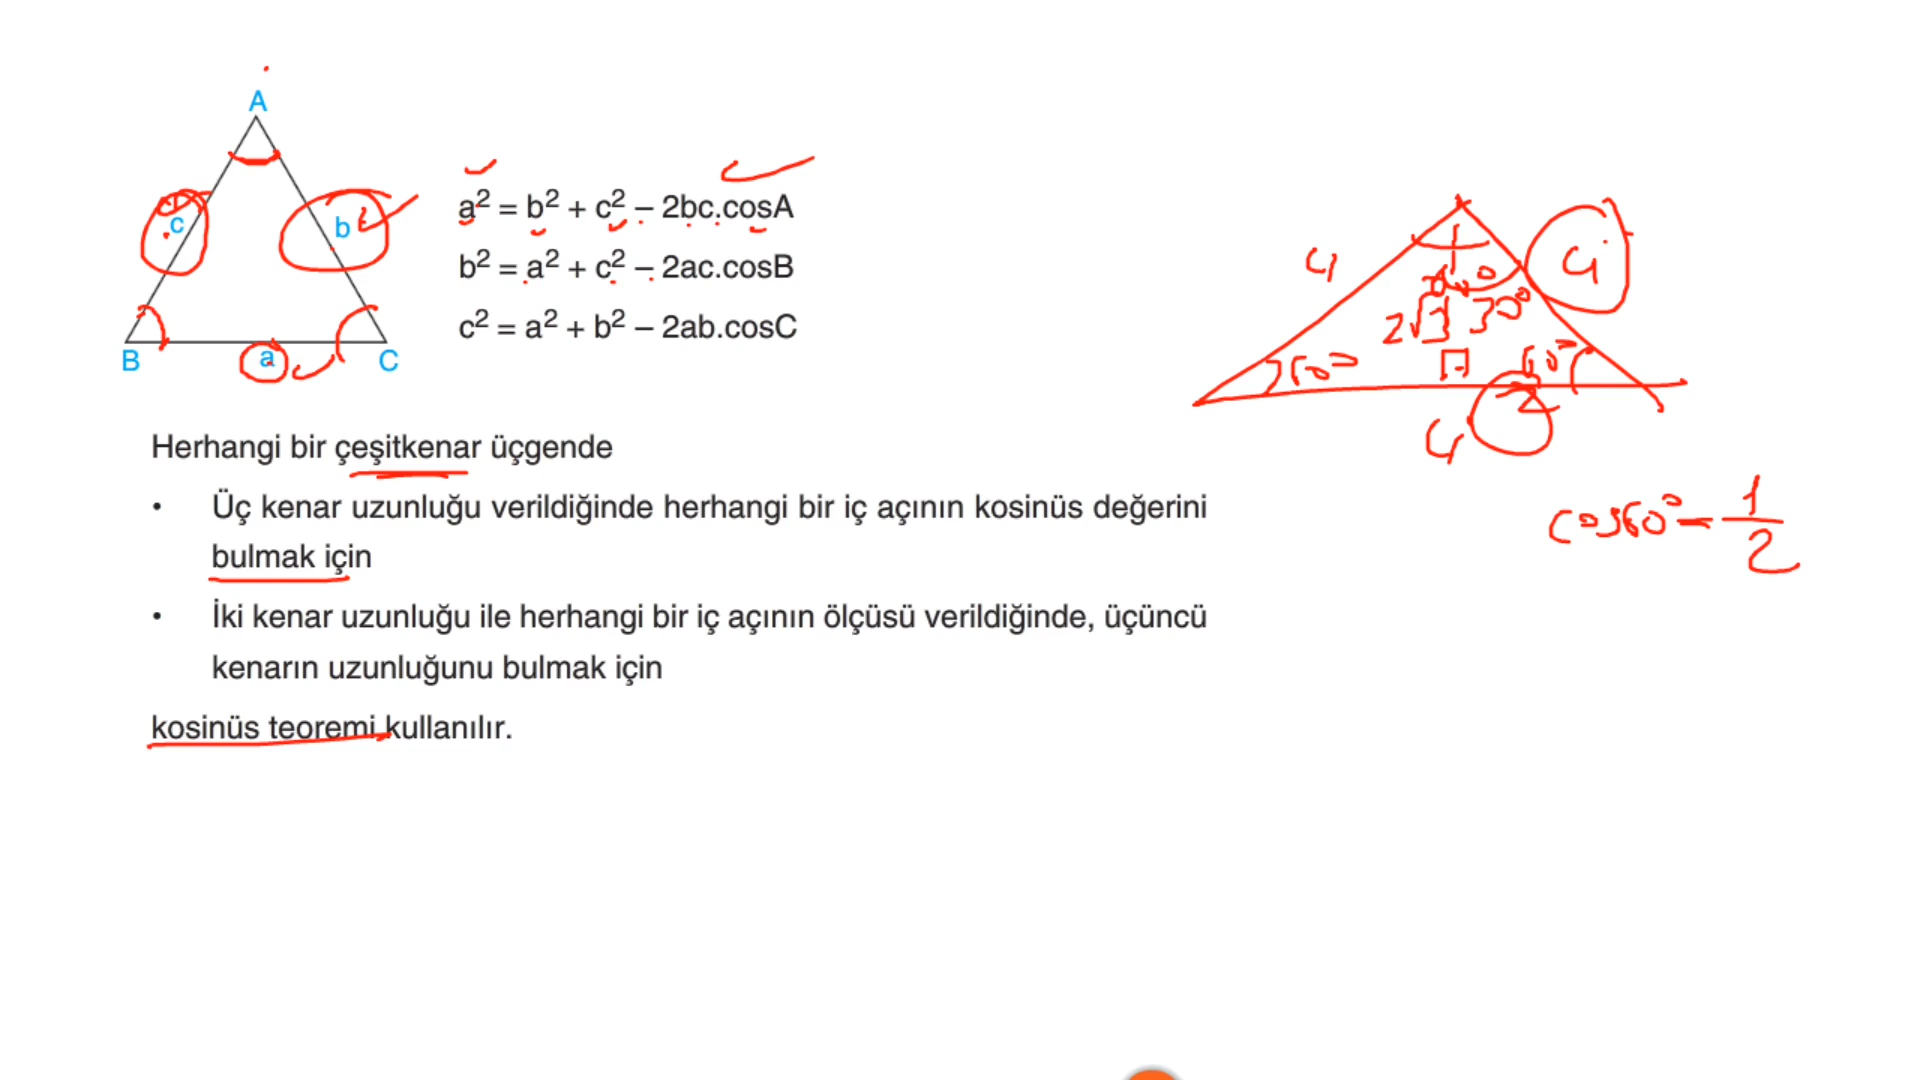 A
c
b
B
a
C
a² = b² + c² – 2bc.cosA
b² = a² + c² – 2ac.cosB
c² = a² + b² – 2ab.cosC
Herhangi bir çeşitkenar üçgende
• Üç kenar uzunluğu verildiğinde herhangi bir iç açının kosinüs değerini
bulmak için
• İki kenar uzunluğu ile herhangi bir iç açının ölçüsü verildiğinde, üçüncü
kenarın uzunluğunu bulmak için
kosinüs teoremi kullanılır.
4
4
2√3 30°
60°
60°
2
4
cos60° = 1/2